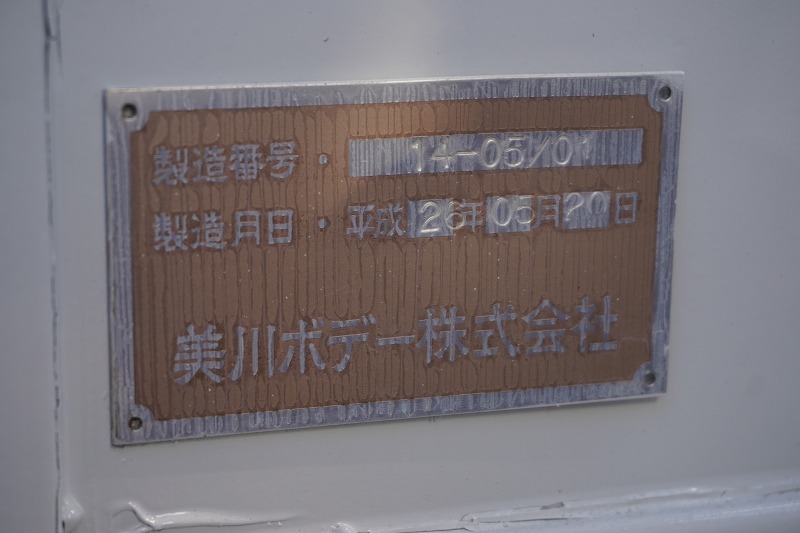 製造番号・ 14-05/01
製造月日・平成26年05月20日
美川ボデー株式会社